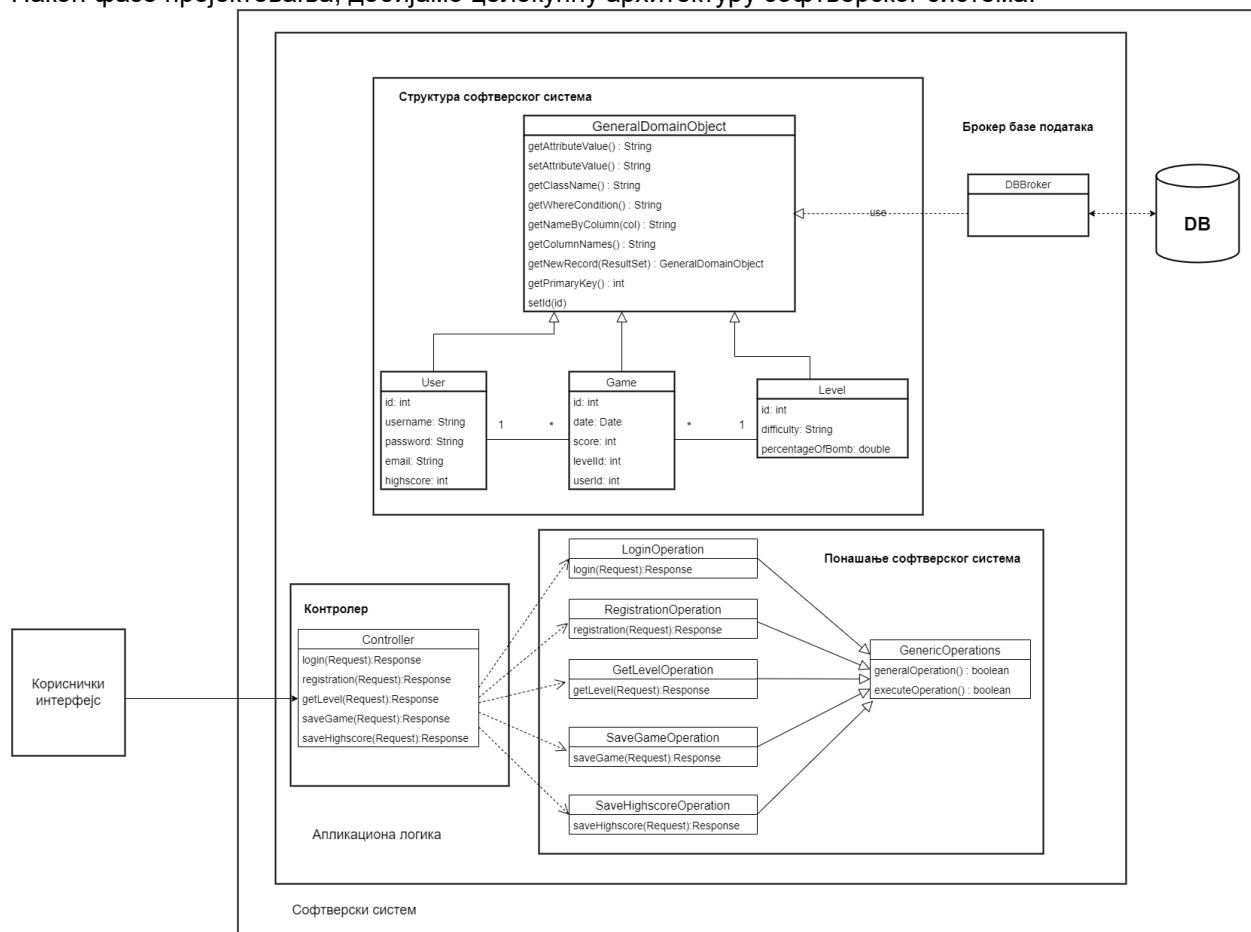 Након фазе пројектовања, добијамо целокупну архитектуру софтверског система:
Структура софтверског система
GeneralDomainObject
getAttributeValue() : String
setAttributeValue() : String
getClassName() : String
getWhereCondition() : String
getNameByColumn(col) : String
getColumnNames() : String
getNewRecord(ResultSet) : GeneralDomainObject
getPrimaryKey() : int
setId(id)
Брокер базе података
DBBroker
use
DB
User
id: int
username: String
password: String
email: String
highscore: int
1
*
Game
id: int
date: Date
score: int
levelId: int
userId: int
*
1
Level
id: int
difficulty: String
percentageOfBomb: double
Кориснички
интерфејс
Контролер
Controller
login(Request):Response
registration(Request):Response
getLevel(Request):Response
saveGame(Request):Response
saveHighscore(Request):Response
Понашање софтверског система
LoginOperation
login(Request):Response
RegistrationOperation
registration(Request):Response
GetLevelOperation
getLevel(Request):Response
SaveGameOperation
saveGame(Request):Response
SaveHighscoreOperation
saveHighscore(Request):Response
GenericOperations
generalOperation() : boolean
executeOperation() : boolean
Апликациона логика
Софтверски систем